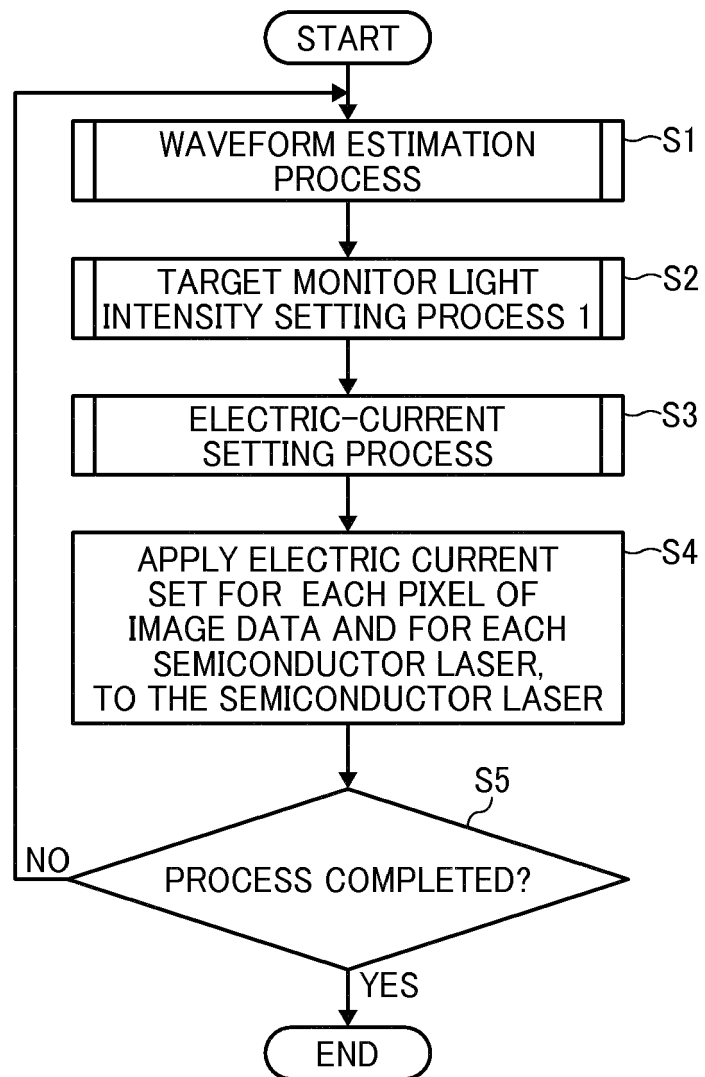 START
WAVEFORM ESTIMATION
PROCESS
S1
TARGET MONITOR LIGHT
INTENSITY SETTING PROCESS 1
S2
ELECTRIC-CURRENT
SETTING PROCESS
S3
APPLY ELECTRIC CURRENT
SET FOR EACH PIXEL OF
IMAGE DATA AND FOR EACH
SEMICONDUCTOR LASER,
TO THE SEMICONDUCTOR LASER
S4
S5
NO
PROCESS COMPLETED?
YES
END